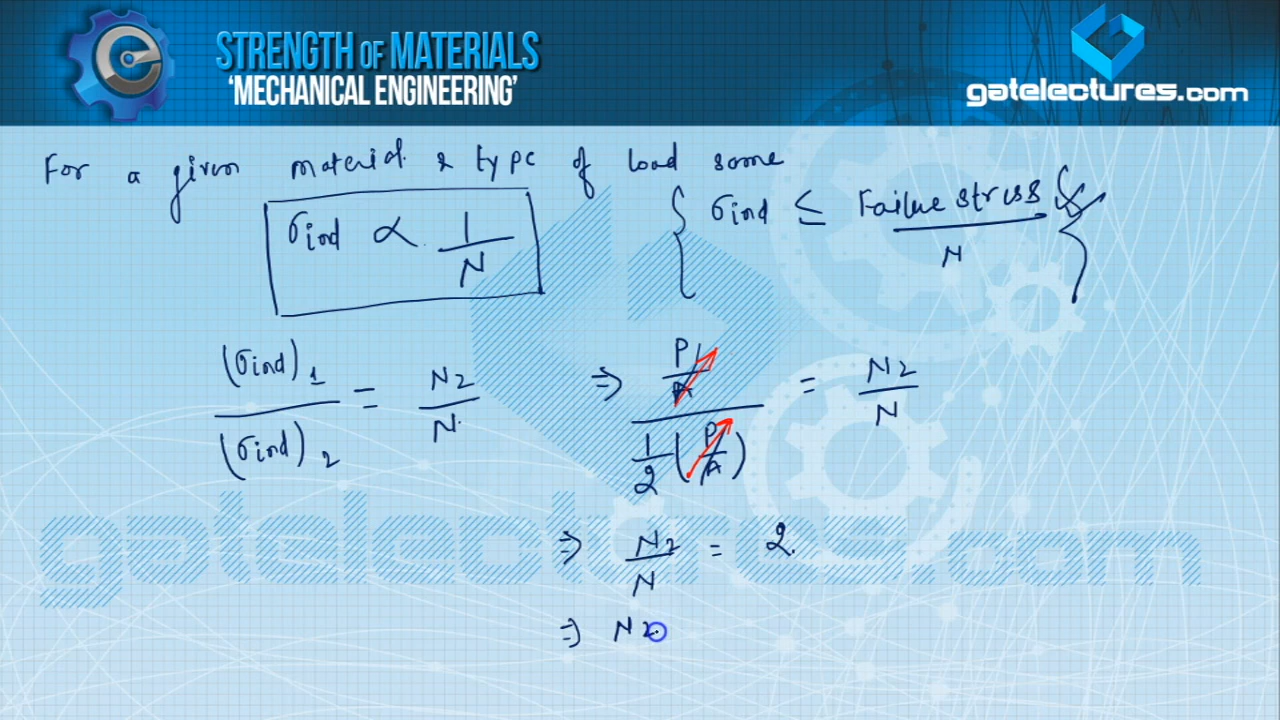 STRENGTH OF MATERIALS
'MECHANICAL ENGINEERING'
gatelectures.com
For a given material & type of load same
σind ∝ 1/N
{ σind ≤ Failure stress / N }
(σind)1 / (σind)2 = N2 / N
⇒ (P/A) / (1/2 (P/A)) = N2 / N
⇒ N2 / N = 2.
⇒ N2
gatelectures.com